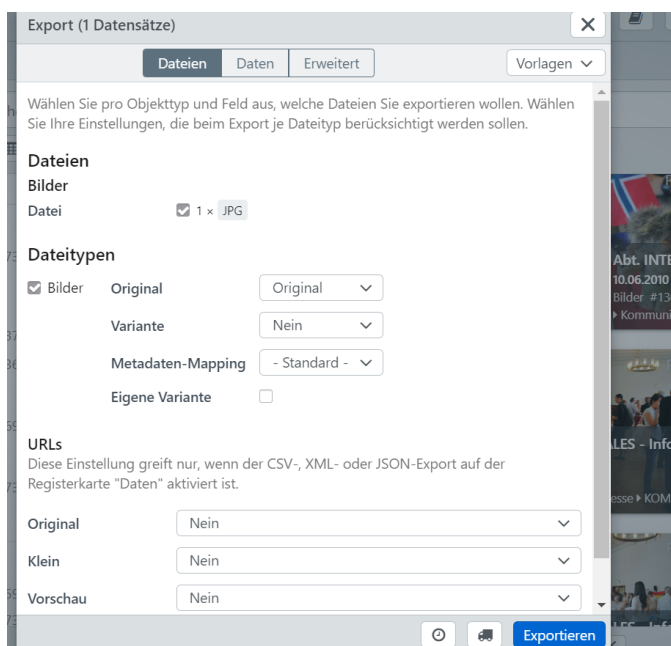 Export (1 Datensätze)
Dateien Daten Erweitert Vorlagen
Wählen Sie pro Objekttyp und Feld aus, welche Dateien Sie exportieren wollen. Wählen
Sie Ihre Einstellungen, die beim Export je Dateityp berücksichtigt werden sollen.
Dateien
Bilder
Datei 1 × JPG
Dateitypen
Bilder Original Original
Variante Nein
Metadaten-Mapping - Standard -
Eigene Variante
URLs
Diese Einstellung greift nur, wenn der CSV-, XML- oder JSON-Export auf der
Registerkarte "Daten" aktiviert ist.
Original Nein
Klein Nein
Vorschau Nein
Exportieren
Abt. INTE
10.06.2010
Bilder #13
Kommuni
LES - Info
esse KOM